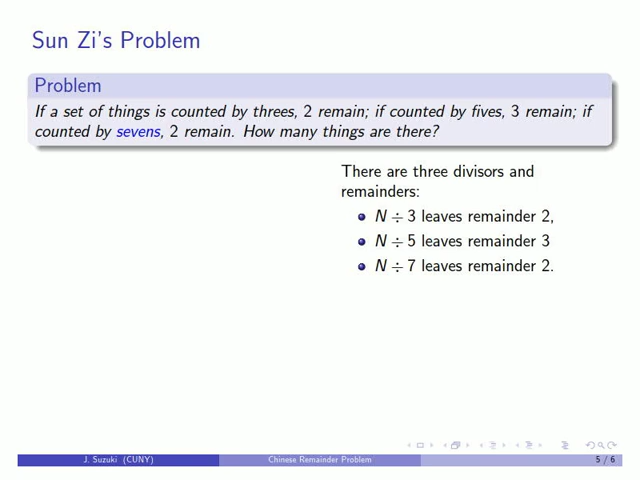 Sun Zi's Problem
Problem
If a set of things is counted by threes, 2 remain; if counted by fives, 3 remain; if
counted by sevens, 2 remain. How many things are there?
There are three divisors and
remainders:
N ÷ 3 leaves remainder 2,
N ÷ 5 leaves remainder 3
N ÷ 7 leaves remainder 2.
J. Suzuki (CUNY) Chinese Remainder Problem 5 / 6